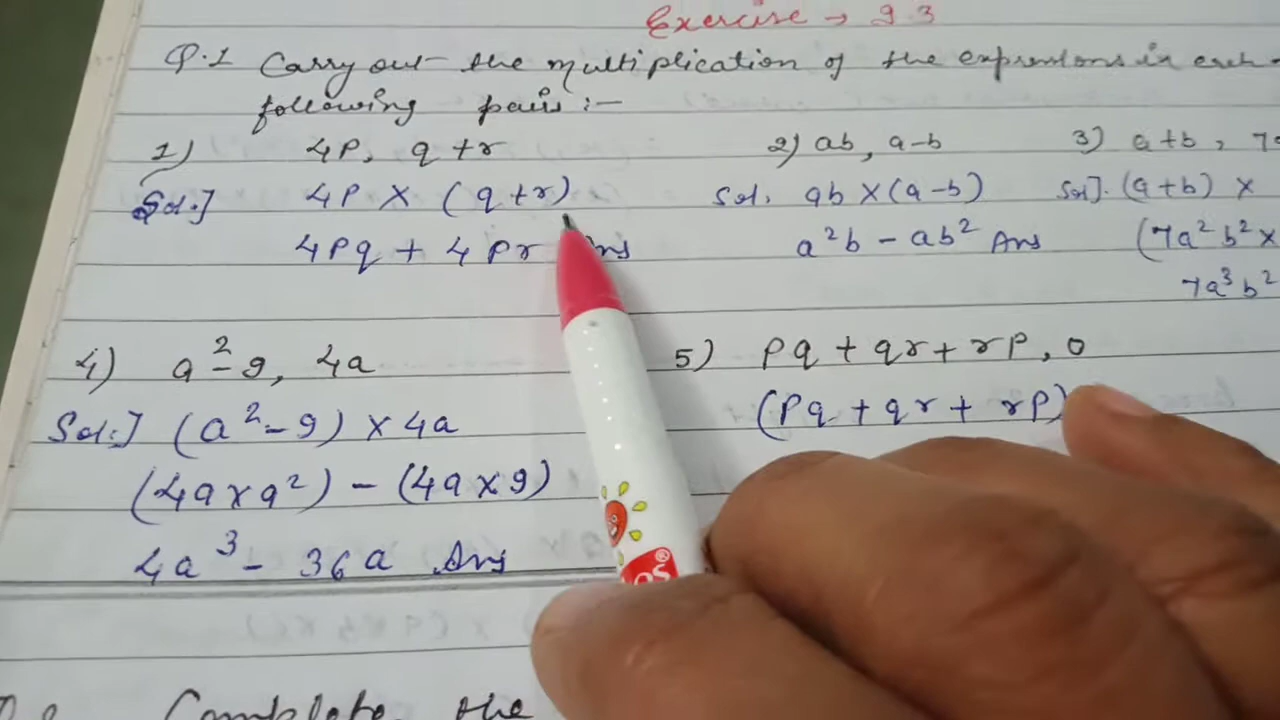 Exercise → 9.3
Q.1 Carry out the multiplication of the expressions in each
following pairs :—
1) 4p, q+r 2) ab, a-b 3) a+b, 7a
Sol.] 4p × (q+r) Sol. ab×(a-b) Sol]. (a+b) ×
4pq + 4pr Ans a²b - ab² Ans (7a²b²×
7a³b²
4) a²-9, 4a 5) pq + qr + rp, 0
Sol.] (a²-9) × 4a (pq + qr + rp)
(4a×a²) - (4a×9)
4a³ - 36a Ans
Complete the